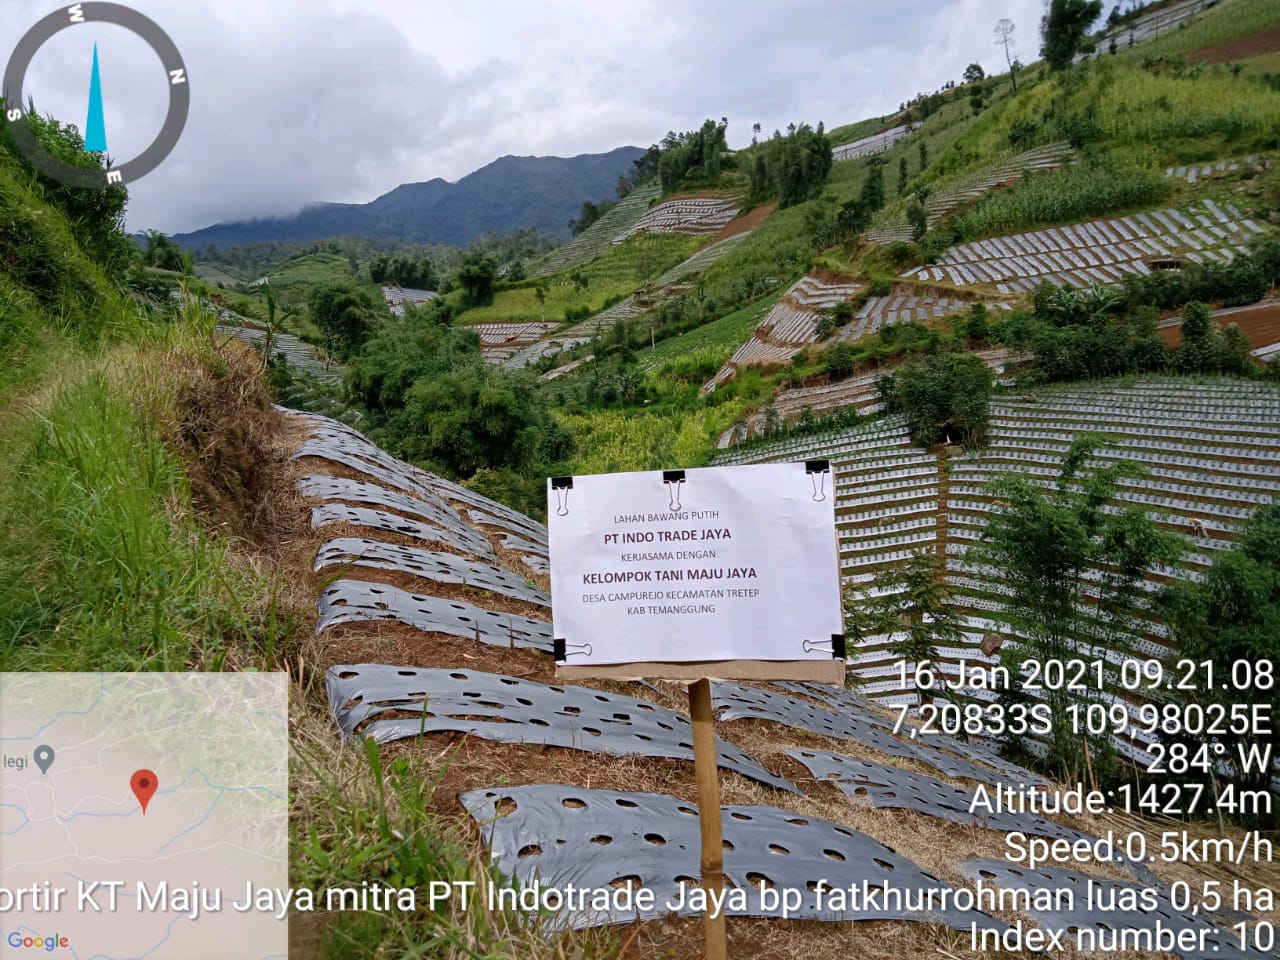 W
N
S
E
LAHAN BAWANG PUTIH
PT INDO TRADE JAYA
KERJASAMA DENGAN
KELOMPOK TANI MAJU JAYA
DESA CAMPUREJO KECAMATAN TRETEP
KAB TEMANGGUNG
16 Jan 2021 09.21.08
7,20833S 109,98025E
284° W
Altitude:1427.4m
Speed:0.5km/h
ortir KT Maju Jaya mitra PT Indotrade Jaya bp fatkhurrohman luas 0,5 ha
Index number: 10
legi
Google